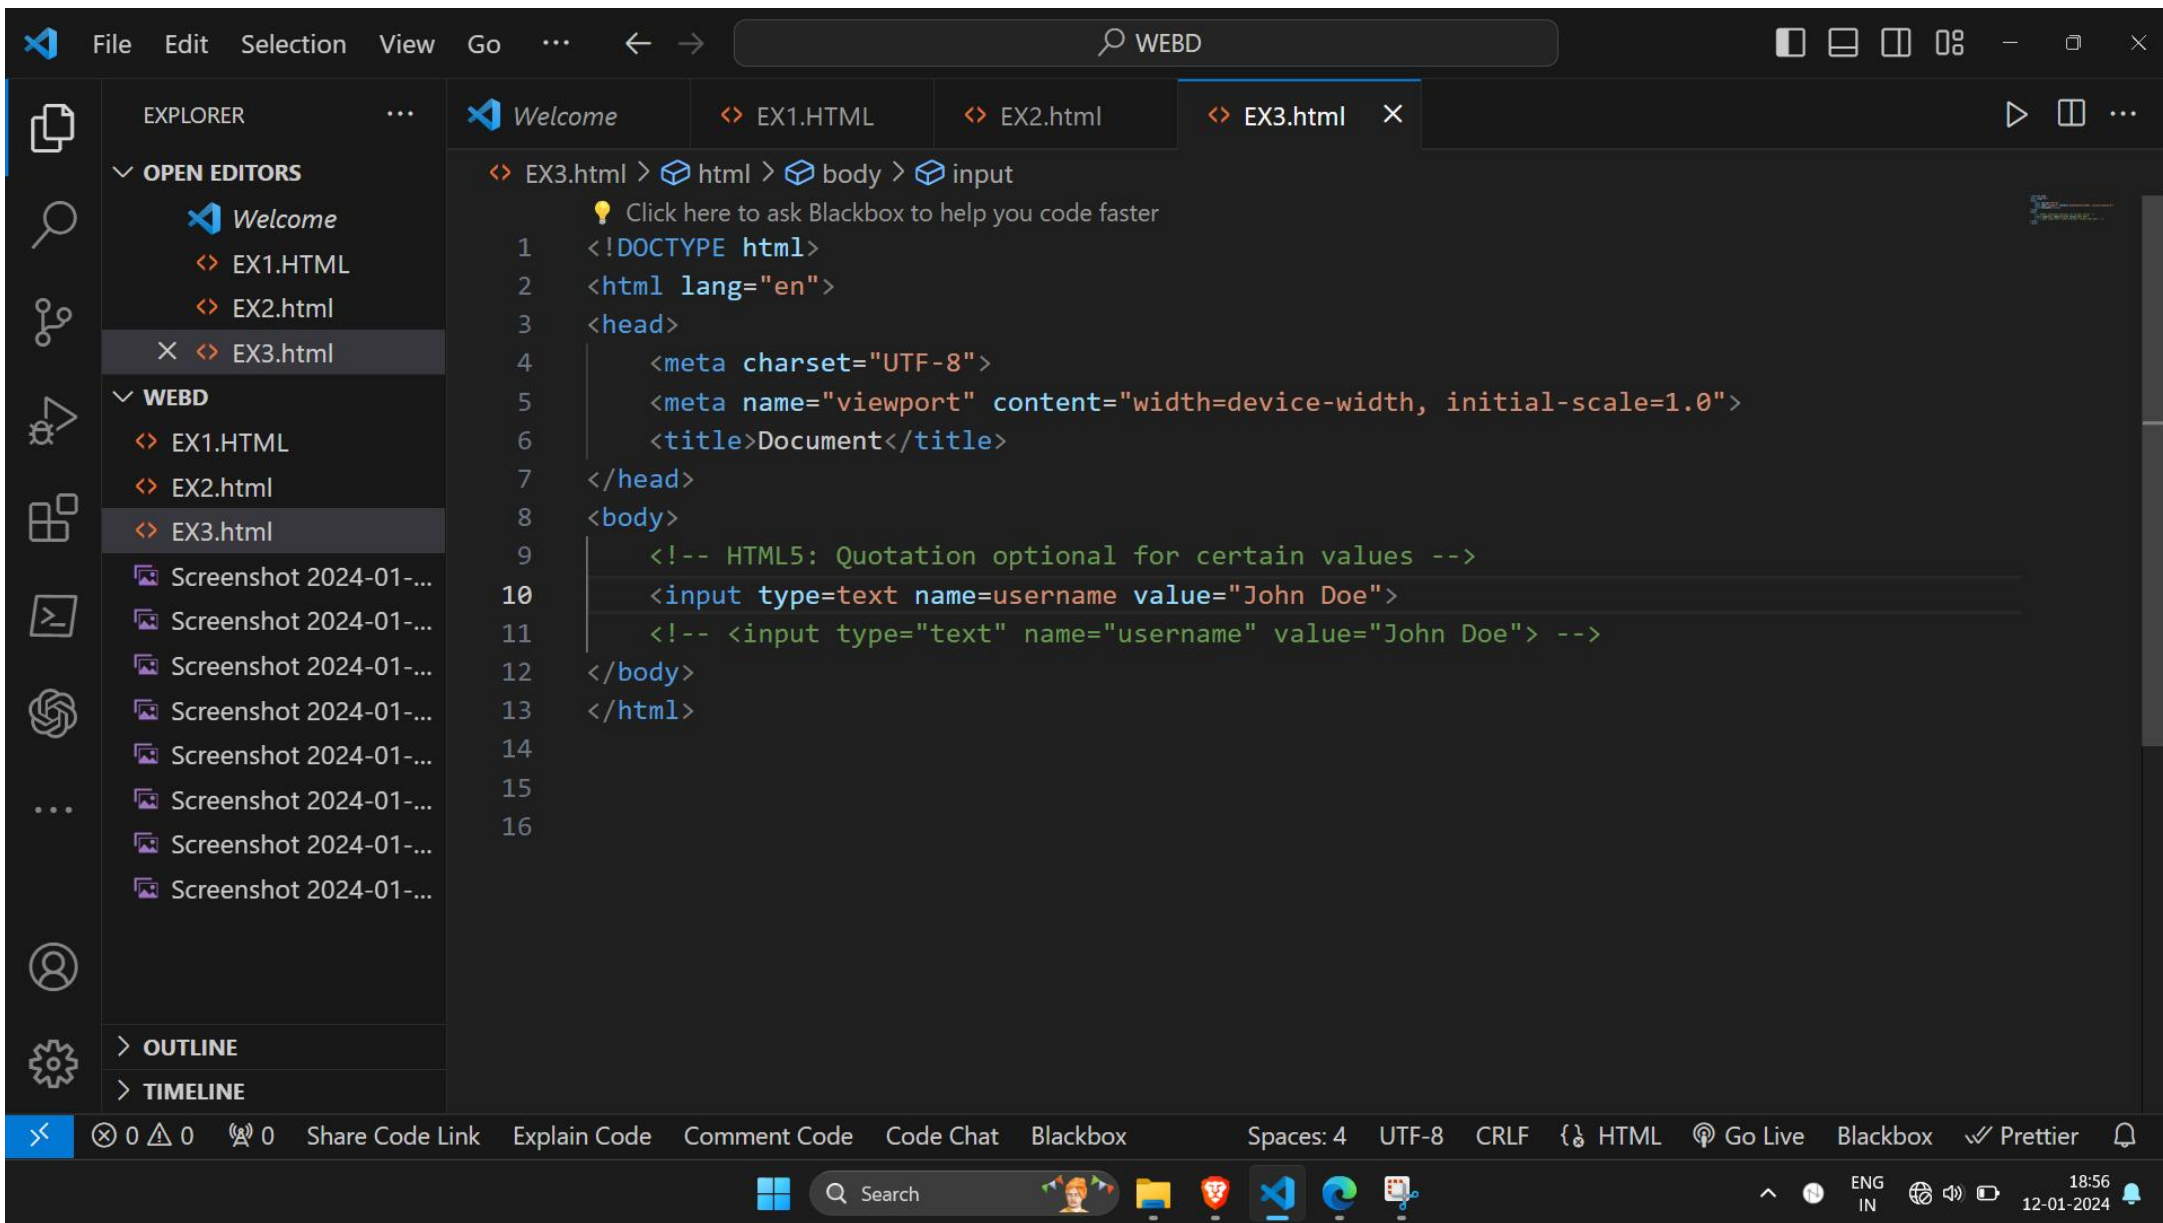 File Edit Selection View Go ··· WEBD
EXPLORER ···
OPEN EDITORS
Welcome
EX1.HTML
EX2.html
EX3.html
WEBD
EX1.HTML
EX2.html
EX3.html
Screenshot 2024-01-...
Screenshot 2024-01-...
Screenshot 2024-01-...
Screenshot 2024-01-...
Screenshot 2024-01-...
Screenshot 2024-01-...
Screenshot 2024-01-...
Screenshot 2024-01-...
OUTLINE
TIMELINE
Welcome EX1.HTML EX2.html EX3.html
EX3.html > html > body > input
Click here to ask Blackbox to help you code faster
1 <!DOCTYPE html>
2 <html lang="en">
3 <head>
4 <meta charset="UTF-8">
5 <meta name="viewport" content="width=device-width, initial-scale=1.0">
6 <title>Document</title>
7 </head>
8 <body>
9 <!-- HTML5: Quotation optional for certain values -->
10 <input type=text name=username value="John Doe">
11 <!-- <input type="text" name="username" value="John Doe"> -->
12 </body>
13 </html>
14
15
16
0 0 0 Share Code Link Explain Code Comment Code Code Chat Blackbox Spaces: 4 UTF-8 CRLF HTML Go Live Blackbox Prettier
Search ENG IN 18:56 12-01-2024